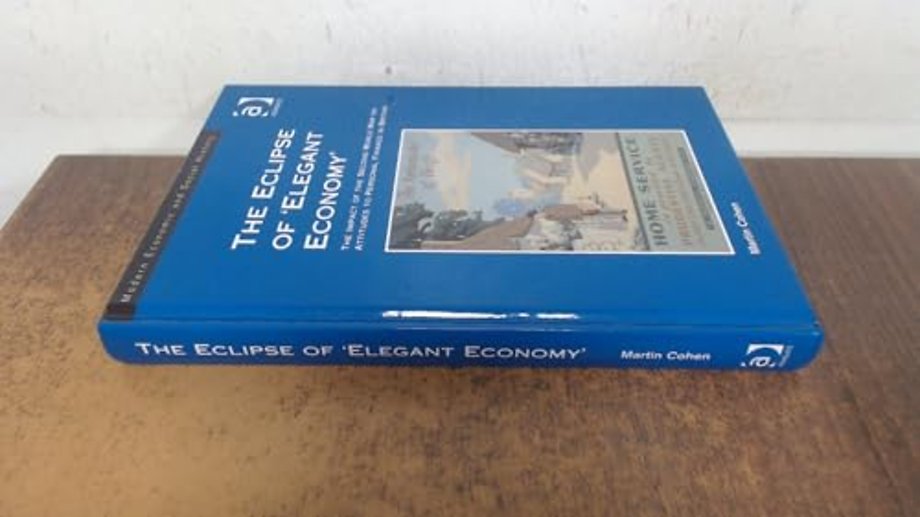 Modern Economic and Social History
THE ECLIPSE
OF 'ELEGANT
ECONOMY'
THE IMPACT OF THE SECOND WORLD WAR ON
ATTITUDES TO PERSONAL FINANCE IN BRITAIN
HOME SERVICE
Martin Cohen
THE ECLIPSE OF 'ELEGANT ECONOMY' Martin Cohen